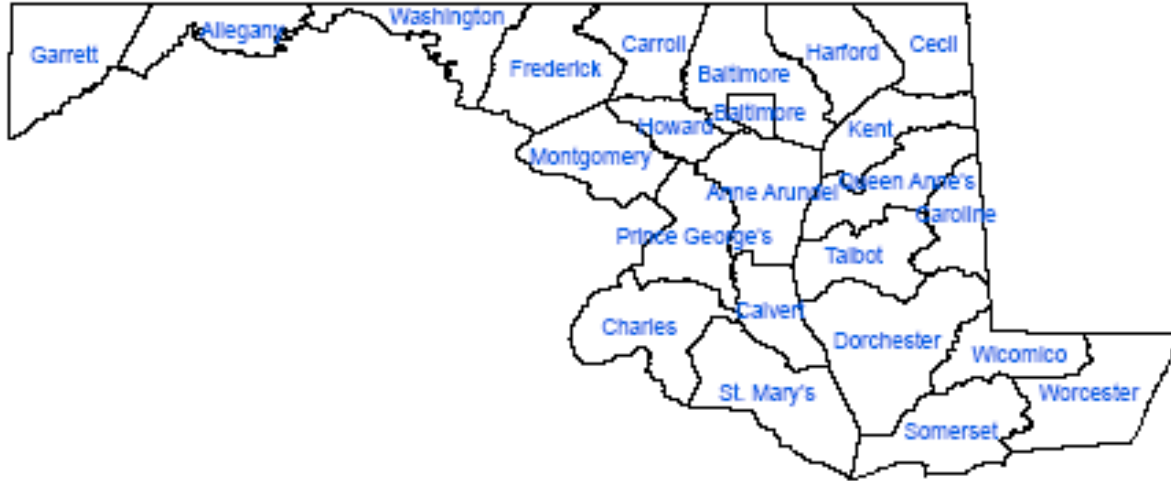 Garrett
Allegany
Washington
Frederick
Carroll
Baltimore
Harford
Cecil
Baltimore
Howard
Montgomery
Kent
Anne Arundel
Queen Anne's
Caroline
Prince George's
Talbot
Calvert
Charles
Dorchester
Wicomico
St. Mary's
Worcester
Somerset